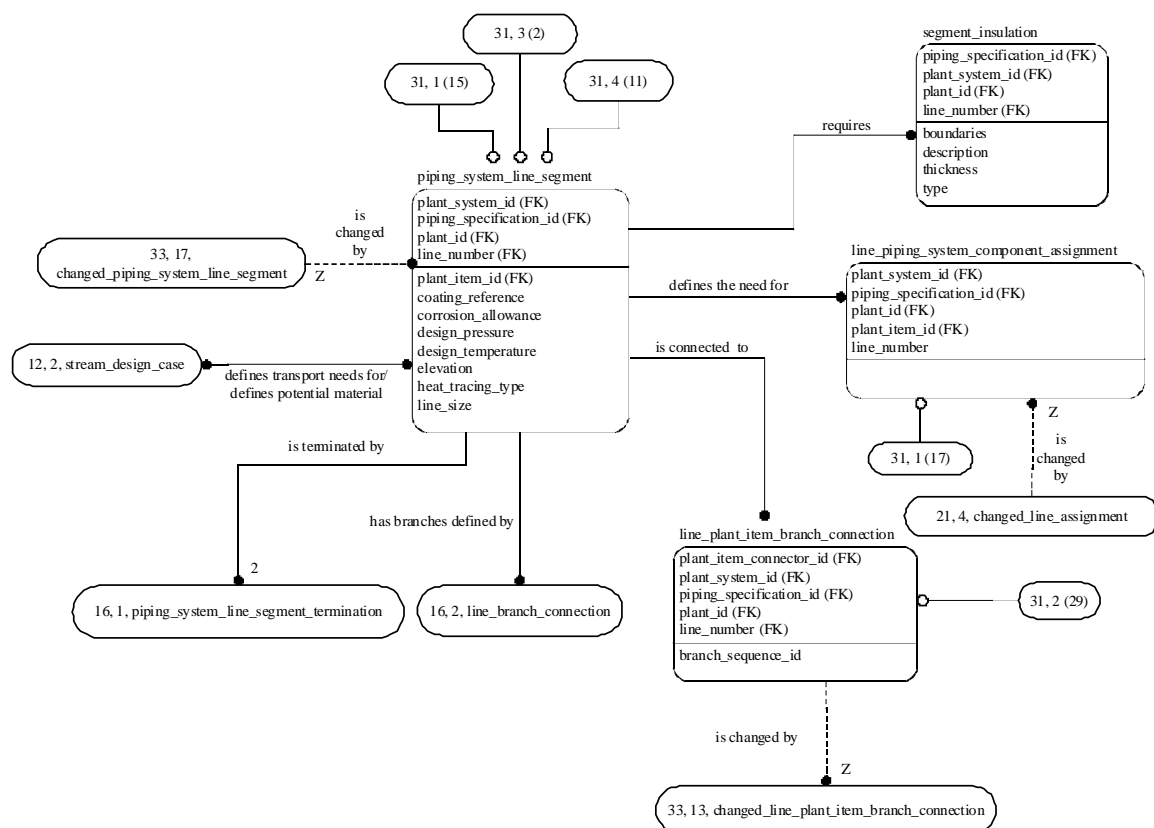 31, 3 (2)
31, 1 (15)
31, 4 (11)
segment_insulation
piping_specification_id (FK)
plant_system_id (FK)
plant_id (FK)
line_number (FK)
boundaries
description
thickness
type
requires
piping_system_line_segment
plant_system_id (FK)
piping_specification_id (FK)
plant_id (FK)
line_number (FK)
plant_item_id (FK)
coating_reference
corrosion_allowance
design_pressure
design_temperature
elevation
heat_tracing_type
line_size
is
changed
by
Z
33, 17,
changed_piping_system_line_segment
12, 2, stream_design_case
defines transport needs for/
defines potential material
line_piping_system_component_assignment
plant_system_id (FK)
piping_specification_id (FK)
plant_id (FK)
plant_item_id (FK)
line_number
defines the need for
is connected to
31, 1 (17)
Z
is
changed
by
21, 4, changed_line_assignment
is terminated by
has branches defined by
2
16, 1, piping_system_line_segment_termination
16, 2, line_branch_connection
line_plant_item_branch_connection
plant_item_connector_id (FK)
plant_system_id (FK)
piping_specification_id (FK)
plant_id (FK)
line_number (FK)
branch_sequence_id
31, 2 (29)
is changed by
Z
33, 13, changed_line_plant_item_branch_connection